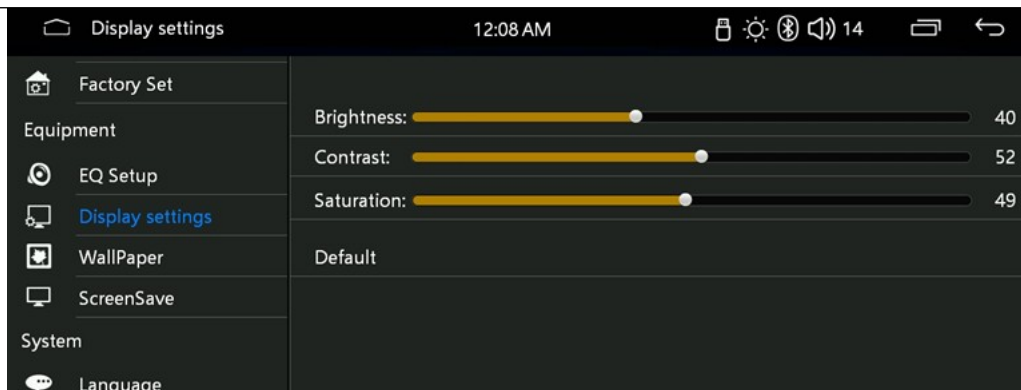 Display settings
12:08 AM
14
Factory Set
Equipment
EQ Setup
Display settings
WallPaper
ScreenSave
System
Language
Brightness: 40
Contrast: 52
Saturation: 49
Default